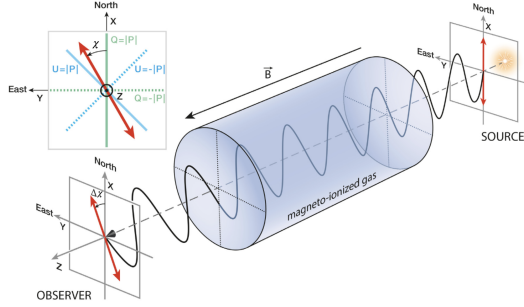 North
X
χ
Q=|P|
U=|P|
U=-|P|
East
Y
Z
Q=-|P|
B
magneto-ionized gas
North
X
East
Y
SOURCE
North
X
Δχ
East
Y
Z
OBSERVER